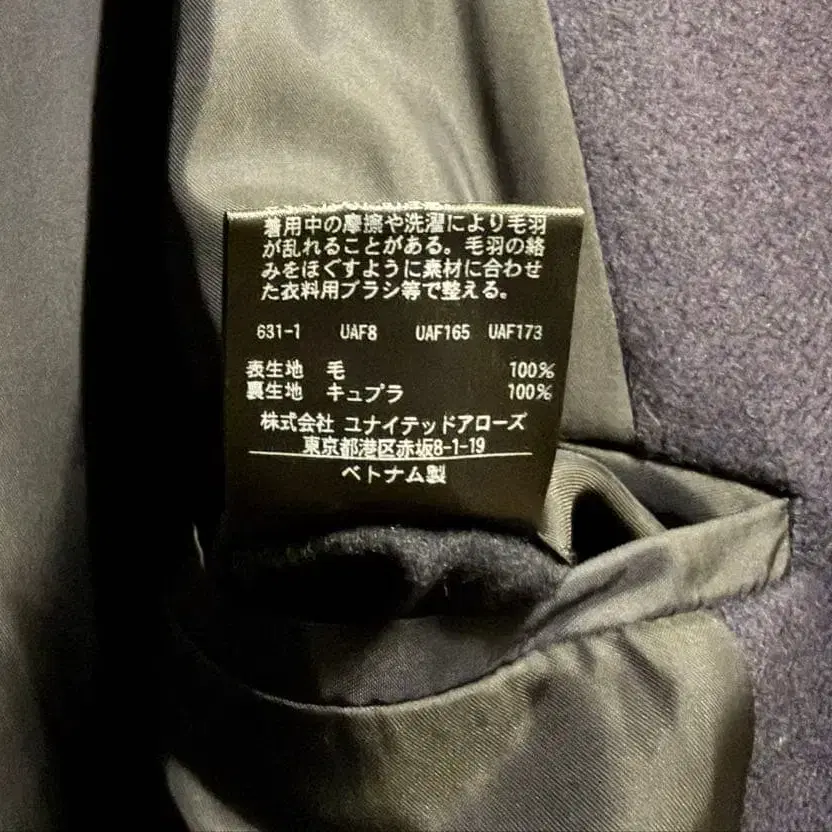 着用中の摩擦や洗濯により毛羽
が乱れることがある。毛羽の絡
みをほぐすように素材に合わせ
た衣料用ブラシ等で整える。
631-1 UAF8 UAF165 UAF173
表生地 毛 100%
裏生地 キュプラ 100%
株式会社 ユナイテッドアローズ
東京都港区赤坂8-1-19
ベトナム製